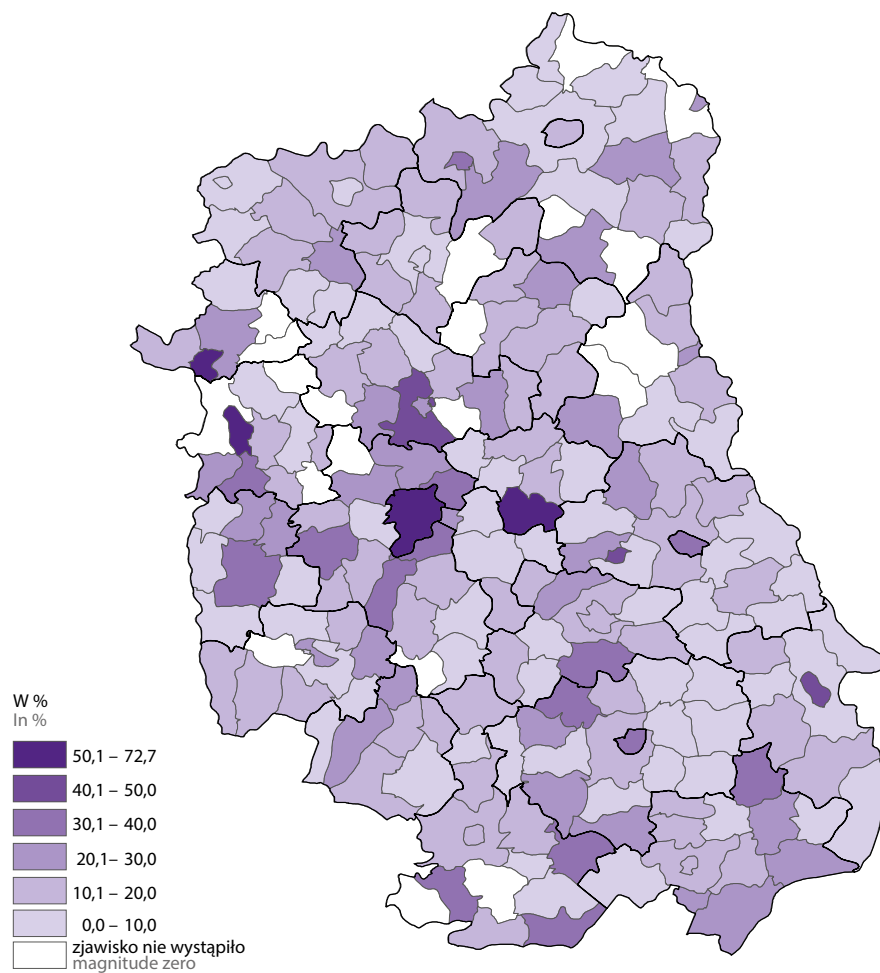 W %
In %
50,1 – 72,7
40,1 – 50,0
30,1 – 40,0
20,1– 30,0
10,1 – 20,0
0,0 – 10,0
zjawisko nie wystąpiło
magnitude zero